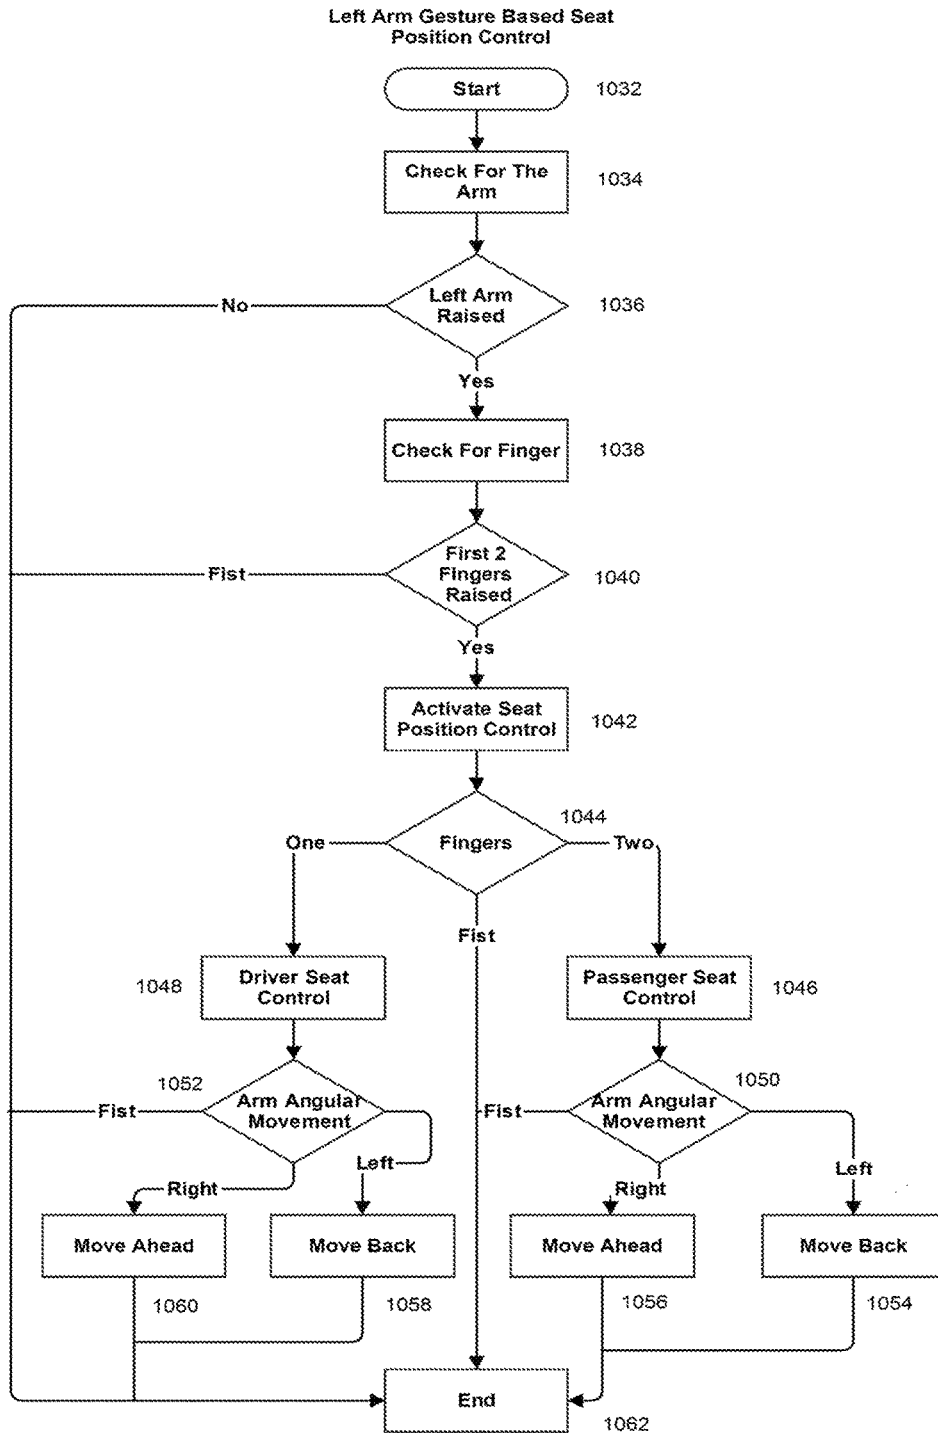 Left Arm Gesture Based Seat
Position Control
Start
1032
Check For The
Arm
1034
Left Arm
Raised
1036
No
Yes
Check For Finger
1038
First 2
Fingers
Raised
1040
Fist
Yes
Activate Seat
Position Control
1042
Fingers
1044
One
Two
Fist
Driver Seat
Control
1048
Passenger Seat
Control
1046
1052
Arm Angular
Movement
Fist
1050
Arm Angular
Movement
Fist
Right
Left
Right
Left
Move Ahead
Move Back
Move Ahead
Move Back
1060
1058
1056
1054
End
1062